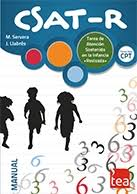 CSAT-R
M. Servera
J. Llabrés
Tarea de
Atención
Sostenida
en la Infancia
-Revisada-
CPT
MANUAL
tea